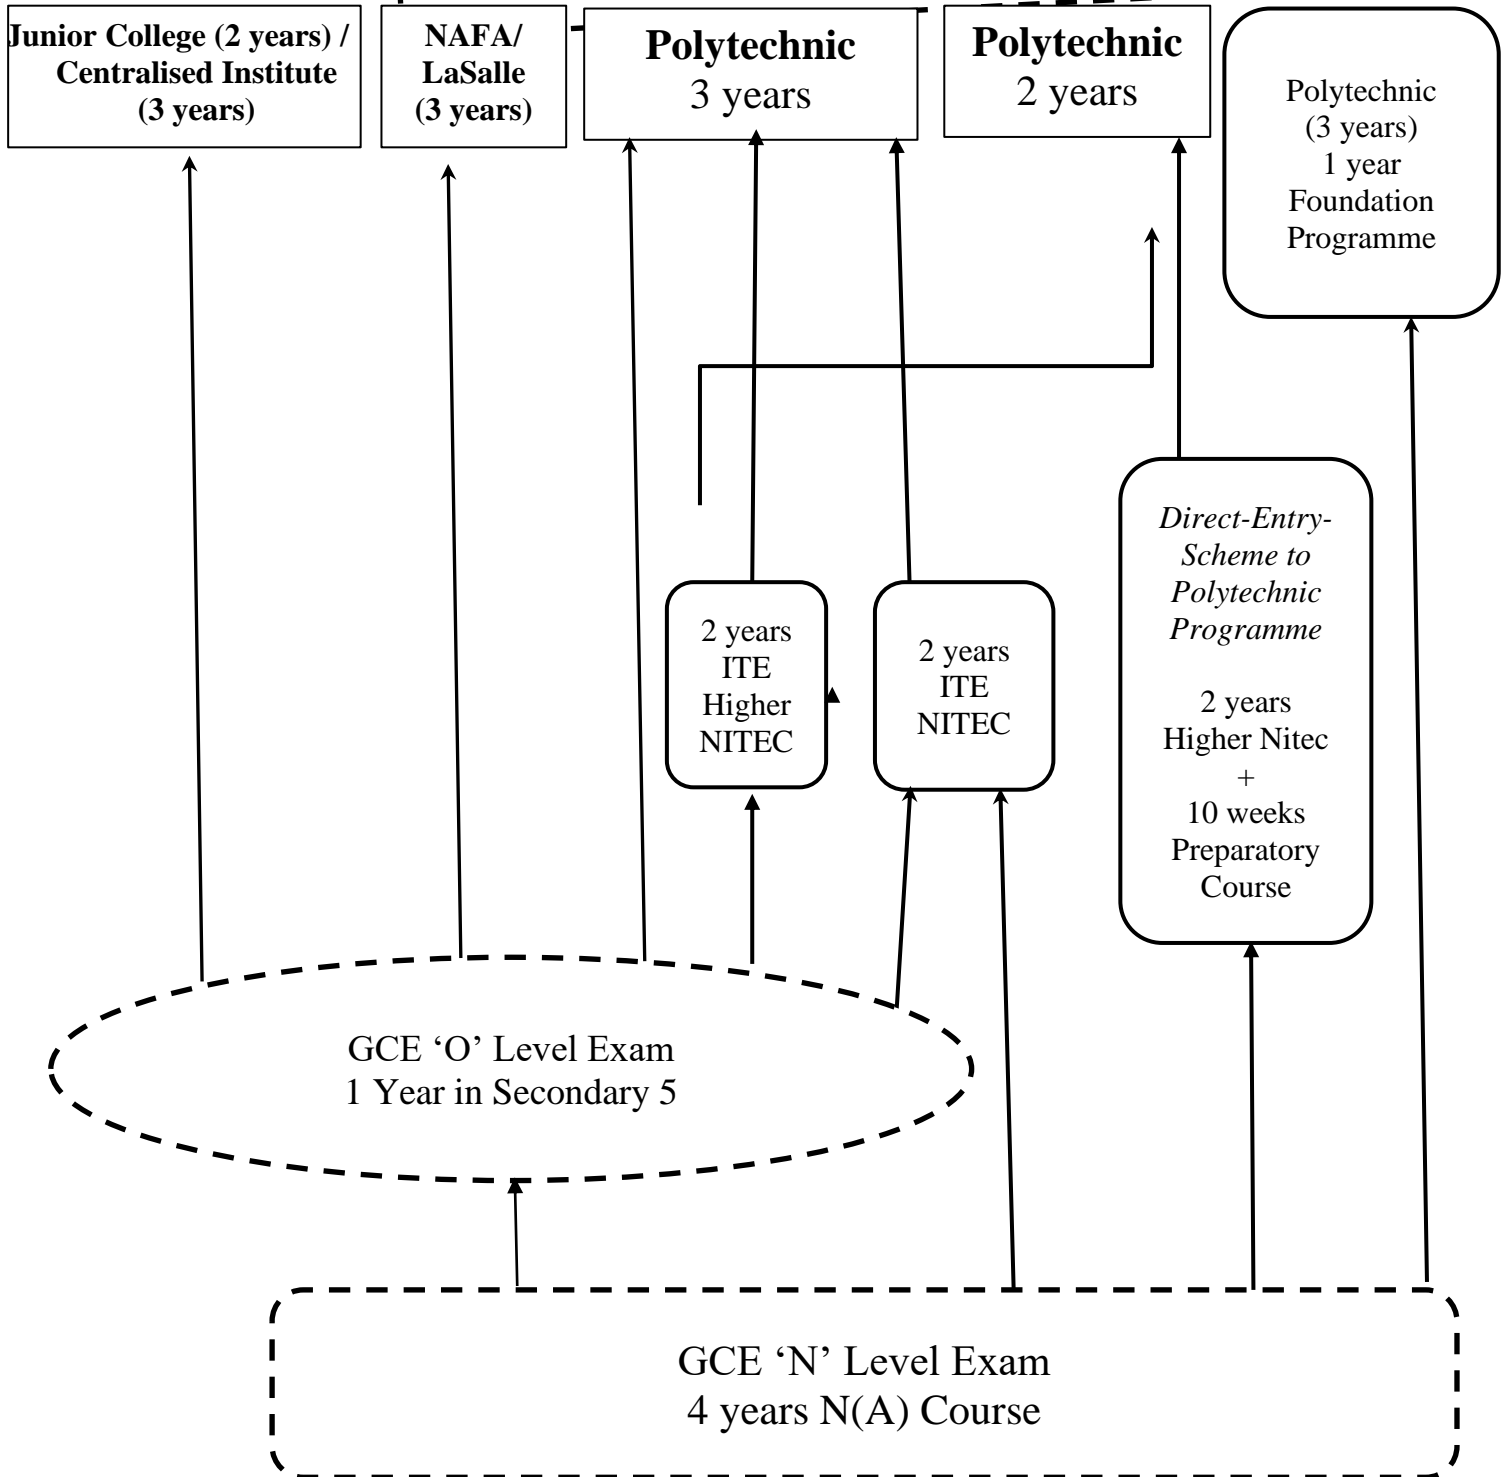 Junior College (2 years) /
Centralised Institute
(3 years)
NAFA/
LaSalle
(3 years)
Polytechnic
3 years
Polytechnic
2 years
Polytechnic
(3 years)
1 year
Foundation
Programme
2 years
ITE
Higher
NITEC
2 years
ITE
NITEC
Direct-Entry-
Scheme to
Polytechnic
Programme
2 years
Higher Nitec
+
10 weeks
Preparatory
Course
GCE ‘O’ Level Exam
1 Year in Secondary 5
GCE ‘N’ Level Exam
4 years N(A) Course